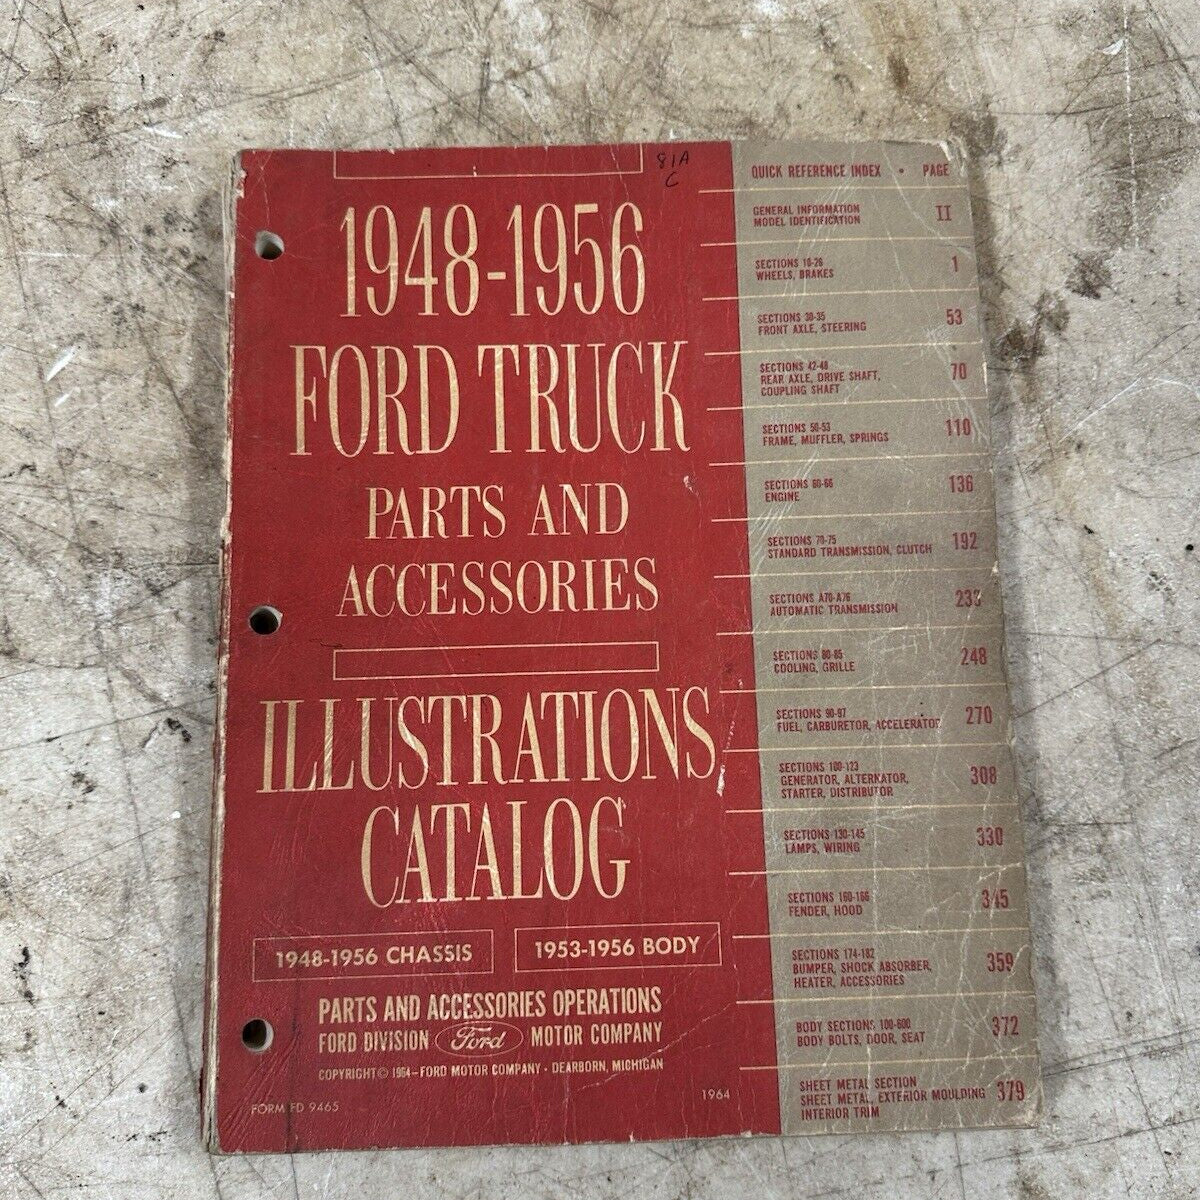 81A
C
1948-1956
FORD TRUCK
PARTS AND
ACCESSORIES
ILLUSTRATIONS
CATALOG
1948-1956 CHASSIS
1953-1956 BODY
PARTS AND ACCESSORIES OPERATIONS
FORD DIVISION Ford MOTOR COMPANY
COPYRIGHT © 1964—FORD MOTOR COMPANY • DEARBORN, MICHIGAN
FORM FD 9465
1964
QUICK REFERENCE INDEX • PAGE
GENERAL INFORMATION
MODEL IDENTIFICATION II
SECTIONS 10-26
WHEELS, BRAKES 1
SECTIONS 30-35
FRONT AXLE, STEERING 53
SECTIONS 42-48
REAR AXLE, DRIVE SHAFT,
COUPLING SHAFT 70
SECTIONS 50-53
FRAME, MUFFLER, SPRINGS 110
SECTIONS 60-66
ENGINE 136
SECTIONS 70-75
STANDARD TRANSMISSION, CLUTCH 192
SECTIONS A70-A76
AUTOMATIC TRANSMISSION
SECTIONS 80-85
COOLING, GRILLE 248
SECTIONS 90-97
FUEL, CARBURETOR, ACCELERATOR 270
SECTIONS 100-123
GENERATOR, ALTERNATOR,
STARTER, DISTRIBUTOR 308
SECTIONS 130-145
LAMPS, WIRING 330
SECTIONS 160-166
FENDER, HOOD 345
SECTIONS 174-182
BUMPER, SHOCK ABSORBER,
HEATER, ACCESSORIES 359
BODY SECTIONS 100-600
BODY BOLTS, DOOR, SEAT 372
SHEET METAL SECTION
SHEET METAL, EXTERIOR MOULDING
INTERIOR TRIM 379